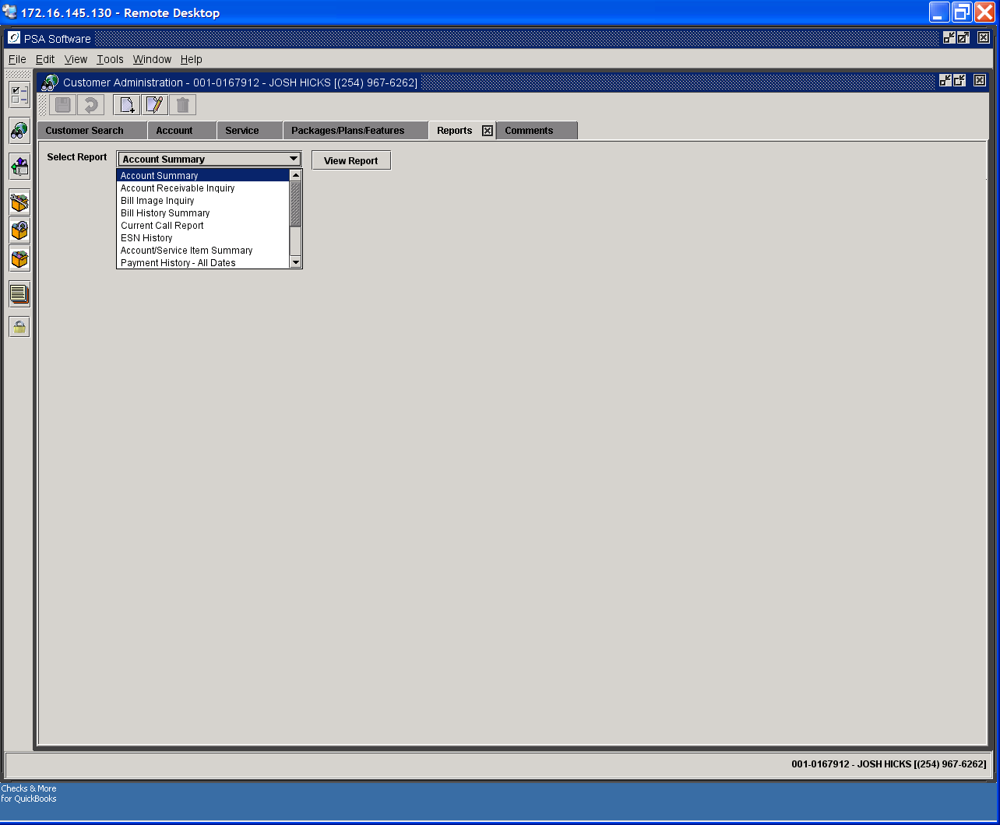 172.16.145.130 - Remote Desktop
PSA Software
File Edit View Tools Window Help
Customer Administration - 001-0167912 - JOSH HICKS [(254) 967-6262]
Customer Search Account Service Packages/Plans/Features Reports Comments
Select Report Account Summary View Report
Account Summary
Account Receivable Inquiry
Bill Image Inquiry
Bill History Summary
Current Call Report
ESN History
Account/Service Item Summary
Payment History - All Dates
001-0167912 - JOSH HICKS [(254) 967-6262]
Checks & More
for QuickBooks